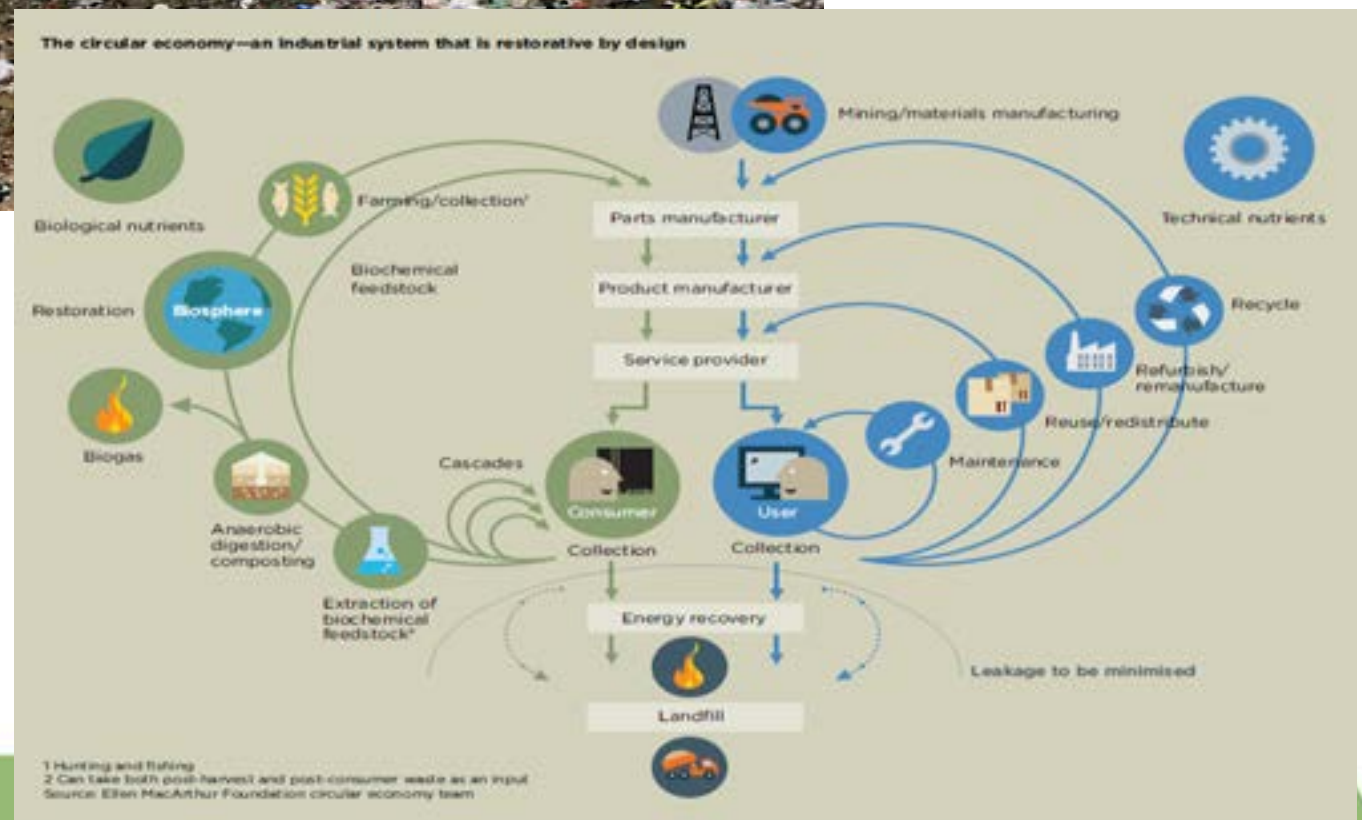 The circular economy—an industrial system that is restorative by design
Mining/materials manufacturing
Biological nutrients
Farming/collection¹
Parts manufacturer
Technical nutrients
Biochemical
feedstock
Product manufacturer
Restoration
Biosphere
Recycle
Service provider
Refurbish/
remanufacture
Reuse/redistribute
Biogas
Cascades
Maintenance
Consumer
User
Anaerobic
digestion/
composting
Collection
Collection
Extraction of
biochemical
feedstock²
Energy recovery
Leakage to be minimised
Landfill
1 Hunting and fishing
2 Can take both post-harvest and post-consumer waste as an input
Source: Ellen MacArthur Foundation circular economy team